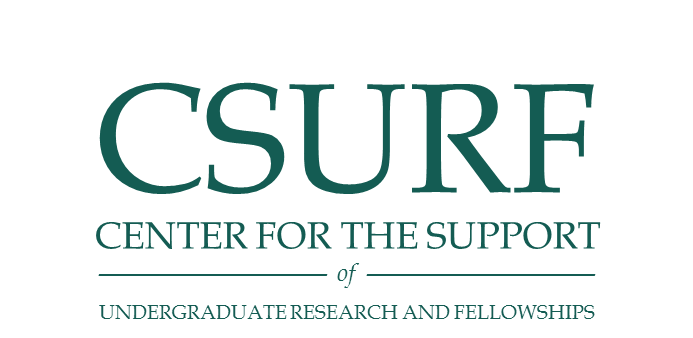 CSURF
CENTER FOR THE SUPPORT
of
UNDERGRADUATE RESEARCH AND FELLOWSHIPS